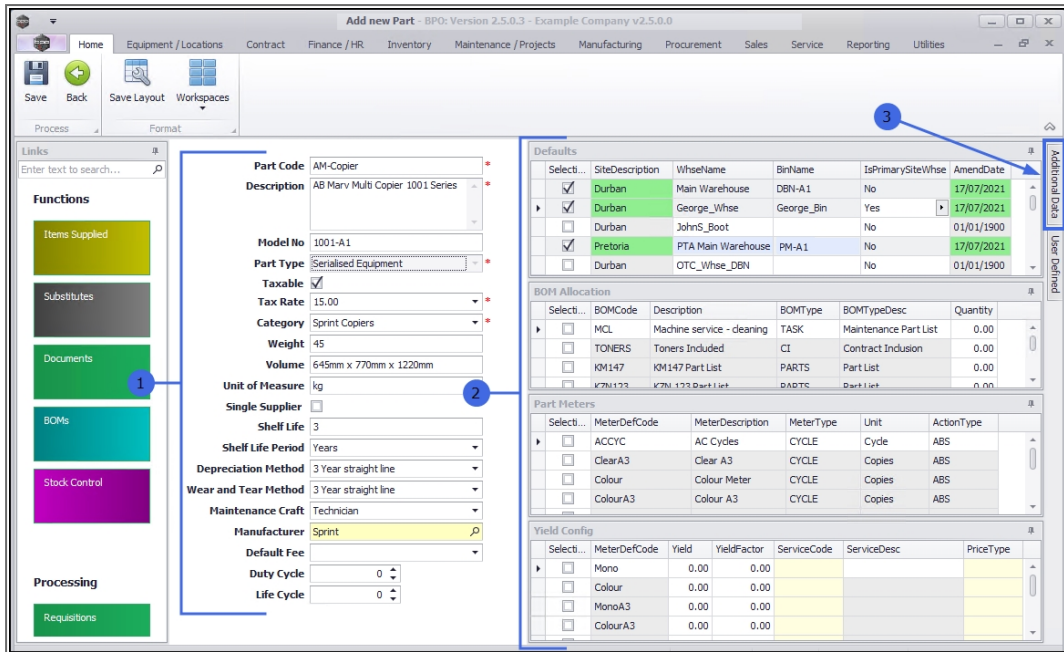 Add new Part - BPO: Version 2.5.0.3 - Example Company v2.5.0.0
Home Equipment / Locations Contract Finance / HR Inventory Maintenance / Projects Manufacturing Procurement Sales Service Reporting Utilities
Save Back Save Layout Workspaces
Process Format
3
Links
Enter text to search...
Functions
Items Supplied
Substitutes
Documents
BOMs
Stock Control
Processing
Requisitions
1
Part Code AM-Copier *
Description AB Marv Multi Copier 1001 Series *
Model No 1001-A1
Part Type Serialised Equipment *
Taxable
Tax Rate 15.00 *
Category Sprint Copiers *
Weight 45
Volume 645mm x 770mm x 1220mm
Unit of Measure kg
Single Supplier
Shelf Life 3
Shelf Life Period Years
Depreciation Method 3 Year straight line
Wear and Tear Method 3 Year straight line
Maintenance Craft Technician
Manufacturer Sprint
Default Fee
Duty Cycle 0
Life Cycle 0
2
Defaults
Selecti... SiteDescription WhseName BinName IsPrimarySiteWhse AmendDate
Durban Main Warehouse DBN-A1 No 17/07/2021
Durban George_Whse George_Bin Yes 17/07/2021
Durban JohnS_Boot No 01/01/1900
Pretoria PTA Main Warehouse PM-A1 No 17/07/2021
Durban OTC_Whse_DBN No 01/01/1900
BOM Allocation
Selecti... BOMCode Description BOMType BOMTypeDesc Quantity
MCL Machine service - cleaning TASK Maintenance Part List 0.00
TONERS Toners Included CI Contract Inclusion 0.00
KM147 KM147 Part List PARTS Part List 0.00
KZN123 KZN 123 Part List PARTS Part List 0.00
Part Meters
Selecti... MeterDefCode MeterDescription MeterType Unit ActionType
ACCYC AC Cycles CYCLE Cycle ABS
ClearA3 Clear A3 CYCLE Copies ABS
Colour Colour Meter CYCLE Copies ABS
ColourA3 Colour A3 CYCLE Copies ABS
Yield Config
Selecti... MeterDefCode Yield YieldFactor ServiceCode ServiceDesc PriceType
Mono 0.00 0.00
Colour 0.00 0.00
MonoA3 0.00 0.00
ColourA3 0.00 0.00
Additional Data
User Defined